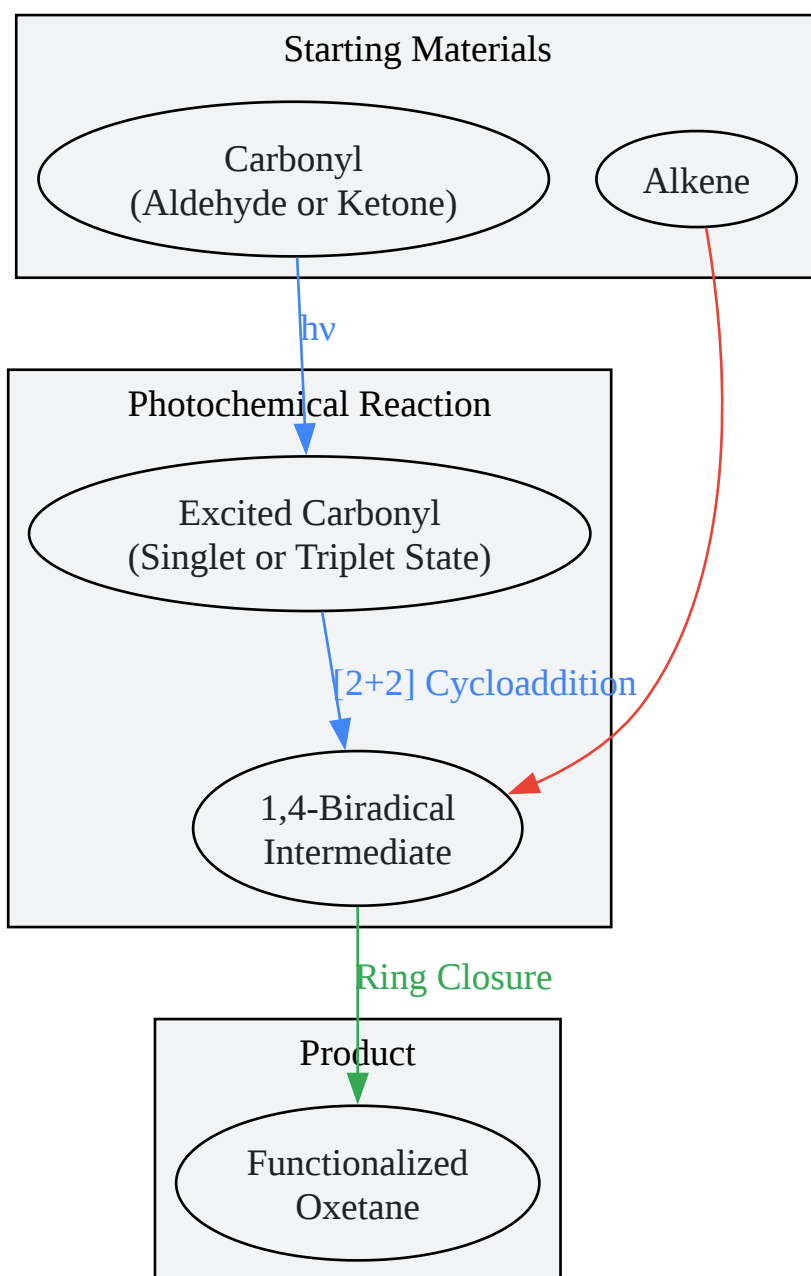 Starting Materials
Carbonyl
(Aldehyde or Ketone)
Alkene
hν
Photochemical Reaction
Excited Carbonyl
(Singlet or Triplet State)
[2+2] Cycloaddition
1,4-Biradical
Intermediate
Ring Closure
Product
Functionalized
Oxetane